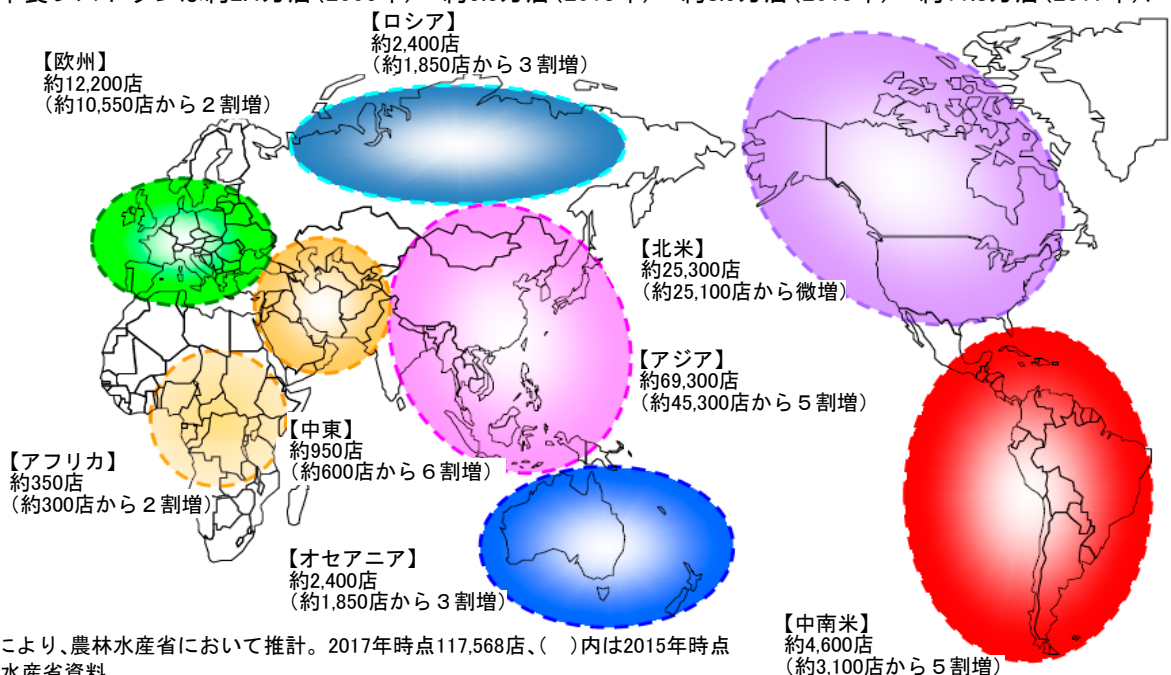 【ロシア】
約2,400店
(約1,850店から3割増)
【欧州】
約12,200店
(約10,550店から2割増)
【北米】
約25,300店
(約25,100店から微増)
【アジア】
約69,300店
(約45,300店から5割増)
【中東】
約950店
(約600店から6割増)
【アフリカ】
約350店
(約300店から2割増)
【オセアニア】
約2,400店
(約1,850店から3割増)
【中南米】
約4,600店
(約3,100店から5割増)
により、農林水産省において推計。2017年時点117,568店、( )内は2015年時点
水産省資料